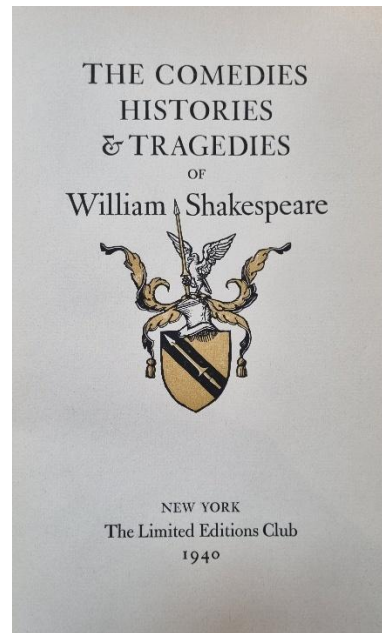 THE COMEDIES
HISTORIES
& TRAGEDIES
OF
William Shakespeare
NEW YORK
The Limited Editions Club
1940